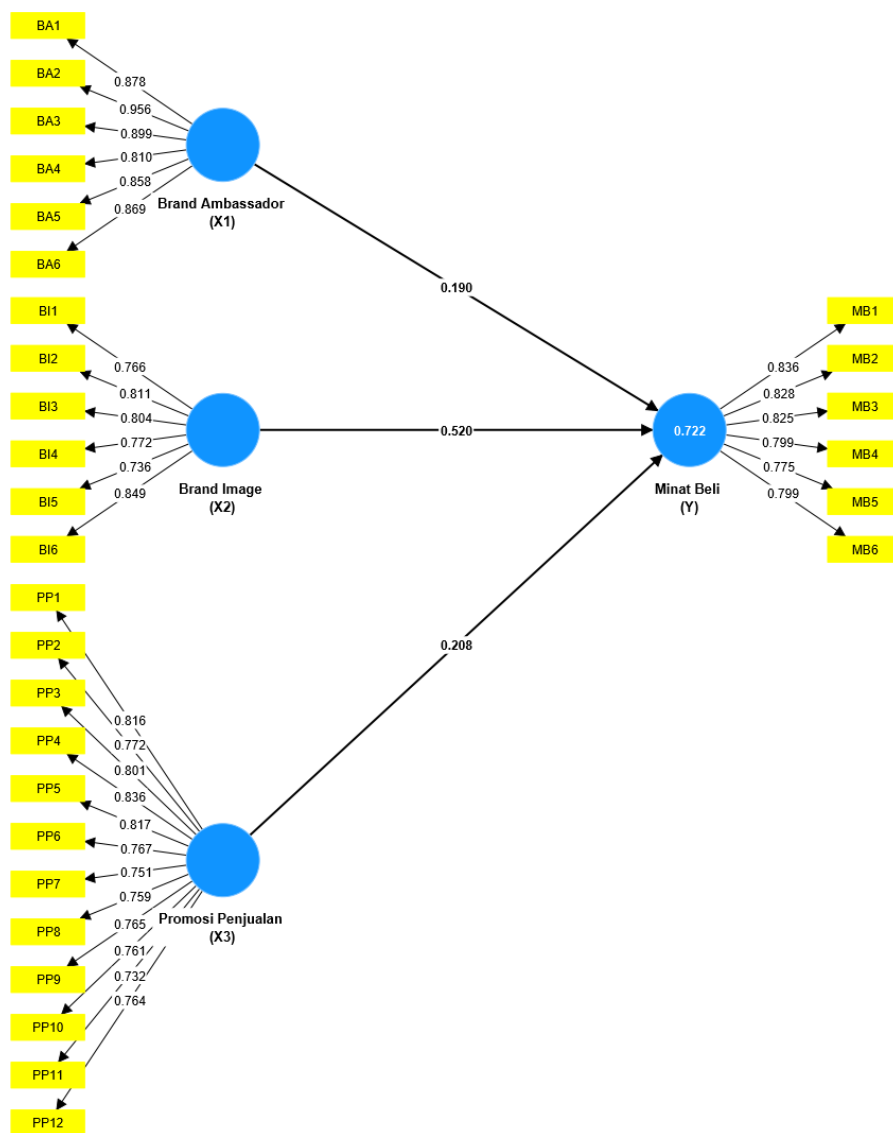 BA1
BA2
BA3
BA4
BA5
BA6
0.878
0.956
0.899
0.810
0.858
0.869
Brand Ambassador
(X1)
0.190
BI1
BI2
BI3
BI4
BI5
BI6
0.766
0.811
0.804
0.772
0.736
0.849
Brand Image
(X2)
0.520
PP1
PP2
PP3
PP4
PP5
PP6
PP7
PP8
PP9
PP10
PP11
PP12
0.816
0.772
0.801
0.836
0.817
0.767
0.751
0.759
0.765
0.761
0.732
0.764
Promosi Penjualan
(X3)
0.208
0.722
Minat Beli
(Y)
0.836
0.828
0.825
0.799
0.775
0.799
MB1
MB2
MB3
MB4
MB5
MB6